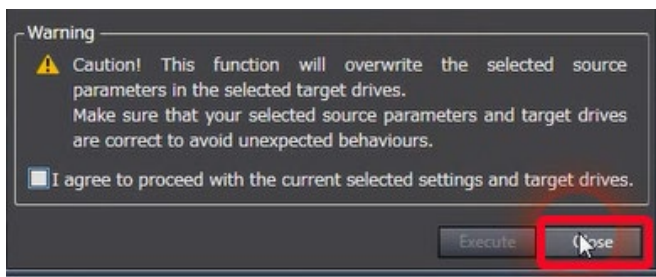 Warning
Caution! This function will overwrite the selected source
parameters in the selected target drives.
Make sure that your selected source parameters and target drives
are correct to avoid unexpected behaviours.
I agree to proceed with the current selected settings and target drives.
Execute Close